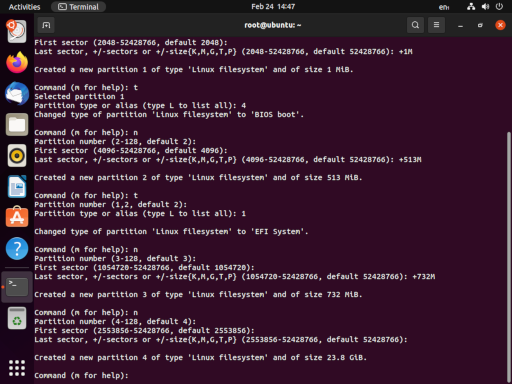 Activities
Terminal
Feb 24 14:47
en₁
root@ubuntu: ~
First sector (2048-52428766, default 2048):
Last sector, +/-sectors or +/-size{K,M,G,T,P} (2048-52428766, default 52428766): +1M
Created a new partition 1 of type 'Linux filesystem' and of size 1 MiB.
Command (m for help): t
Selected partition 1
Partition type or alias (type L to list all): 4
Changed type of partition 'Linux filesystem' to 'BIOS boot'.
Command (m for help): n
Partition number (2-128, default 2):
First sector (4096-52428766, default 4096):
Last sector, +/-sectors or +/-size{K,M,G,T,P} (4096-52428766, default 52428766): +513M
Created a new partition 2 of type 'Linux filesystem' and of size 513 MiB.
Command (m for help): t
Partition number (1,2, default 2):
Partition type or alias (type L to list all): 1
Changed type of partition 'Linux filesystem' to 'EFI System'.
Command (m for help): n
Partition number (3-128, default 3):
First sector (1054720-52428766, default 1054720):
Last sector, +/-sectors or +/-size{K,M,G,T,P} (1054720-52428766, default 52428766): +732M
Created a new partition 3 of type 'Linux filesystem' and of size 732 MiB.
Command (m for help): n
Partition number (4-128, default 4):
First sector (2553856-52428766, default 2553856):
Last sector, +/-sectors or +/-size{K,M,G,T,P} (2553856-52428766, default 52428766):
Created a new partition 4 of type 'Linux filesystem' and of size 23.8 GiB.
Command (m for help):